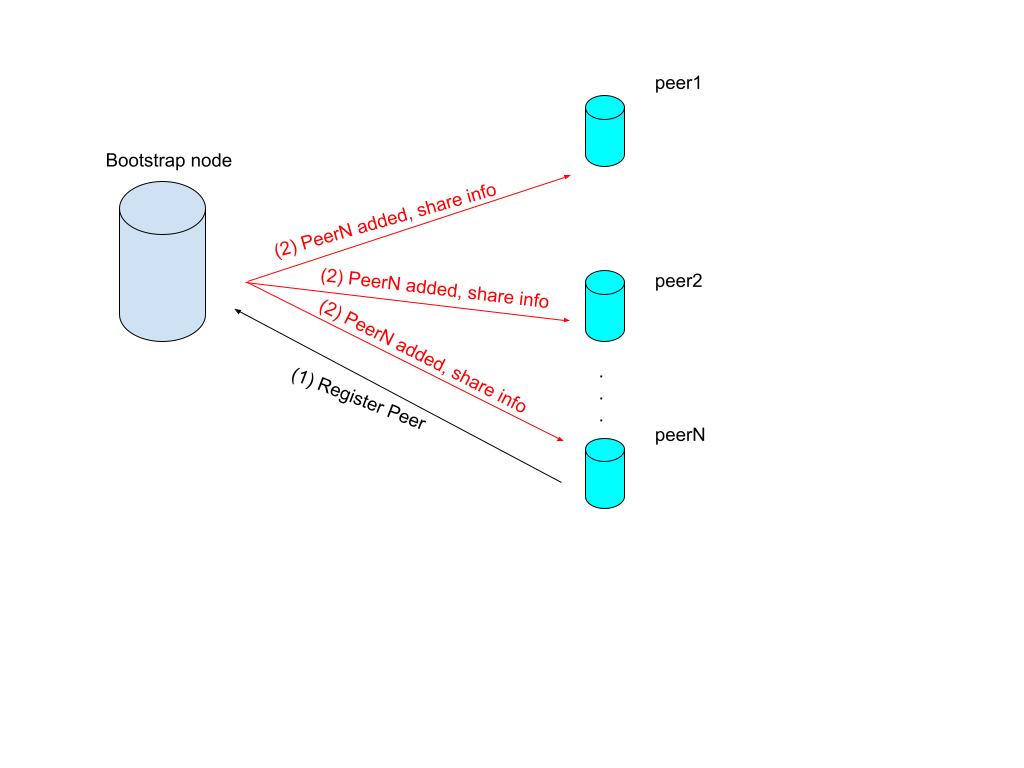 peer1
Bootstrap node
(2) PeerN added, share info
(2) PeerN added, share info
peer2
(2) PeerN added, share info
(1) Register Peer
.
.
.
peerN